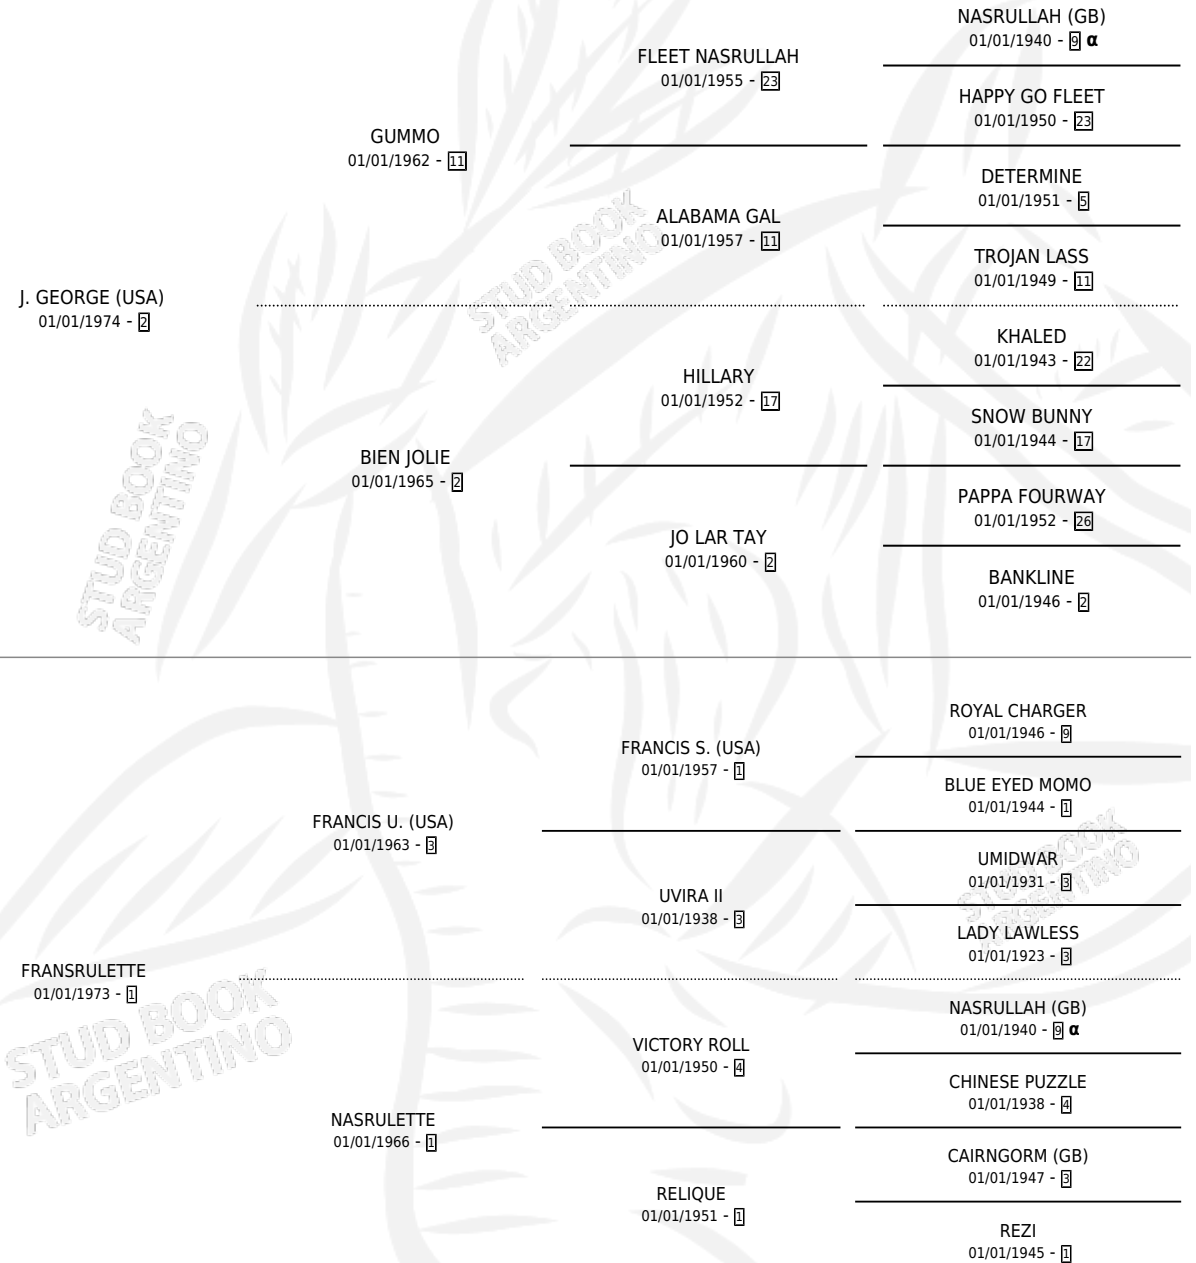 NASRULLAH (GB)
01/01/1940 - 9 α
FLEET NASRULLAH
01/01/1955 - 23
HAPPY GO FLEET
01/01/1950 - 23
GUMMO
01/01/1962 - 11
DETERMINE
01/01/1951 - 5
ALABAMA GAL
01/01/1957 - 11
TROJAN LASS
01/01/1949 - 11
J. GEORGE (USA)
01/01/1974 - 2
KHALED
01/01/1943 - 22
HILLARY
01/01/1952 - 17
SNOW BUNNY
01/01/1944 - 17
BIEN JOLIE
01/01/1965 - 2
PAPPA FOURWAY
01/01/1952 - 26
JO LAR TAY
01/01/1960 - 2
BANKLINE
01/01/1946 - 2
ROYAL CHARGER
01/01/1946 - 9
FRANCIS S. (USA)
01/01/1957 - 1
BLUE EYED MOMO
01/01/1944 - 1
FRANCIS U. (USA)
01/01/1963 - 3
UMIDWAR
01/01/1931 - 3
UVIRA II
01/01/1938 - 3
LADY LAWLESS
01/01/1923 - 3
FRANSRULETTE
01/01/1973 - 1
NASRULLAH (GB)
01/01/1940 - 9 α
VICTORY ROLL
01/01/1950 - 4
CHINESE PUZZLE
01/01/1938 - 4
NASRULETTE
01/01/1966 - 1
CAIRNGORM (GB)
01/01/1947 - 3
RELIQUE
01/01/1951 - 1
REZI
01/01/1945 - 1
STUD BOOK
ARGENTINO
STUD BOOK
ARGENTINO
STUD BOOK
ARGENTINO
STUD BOOK
ARGENTINO